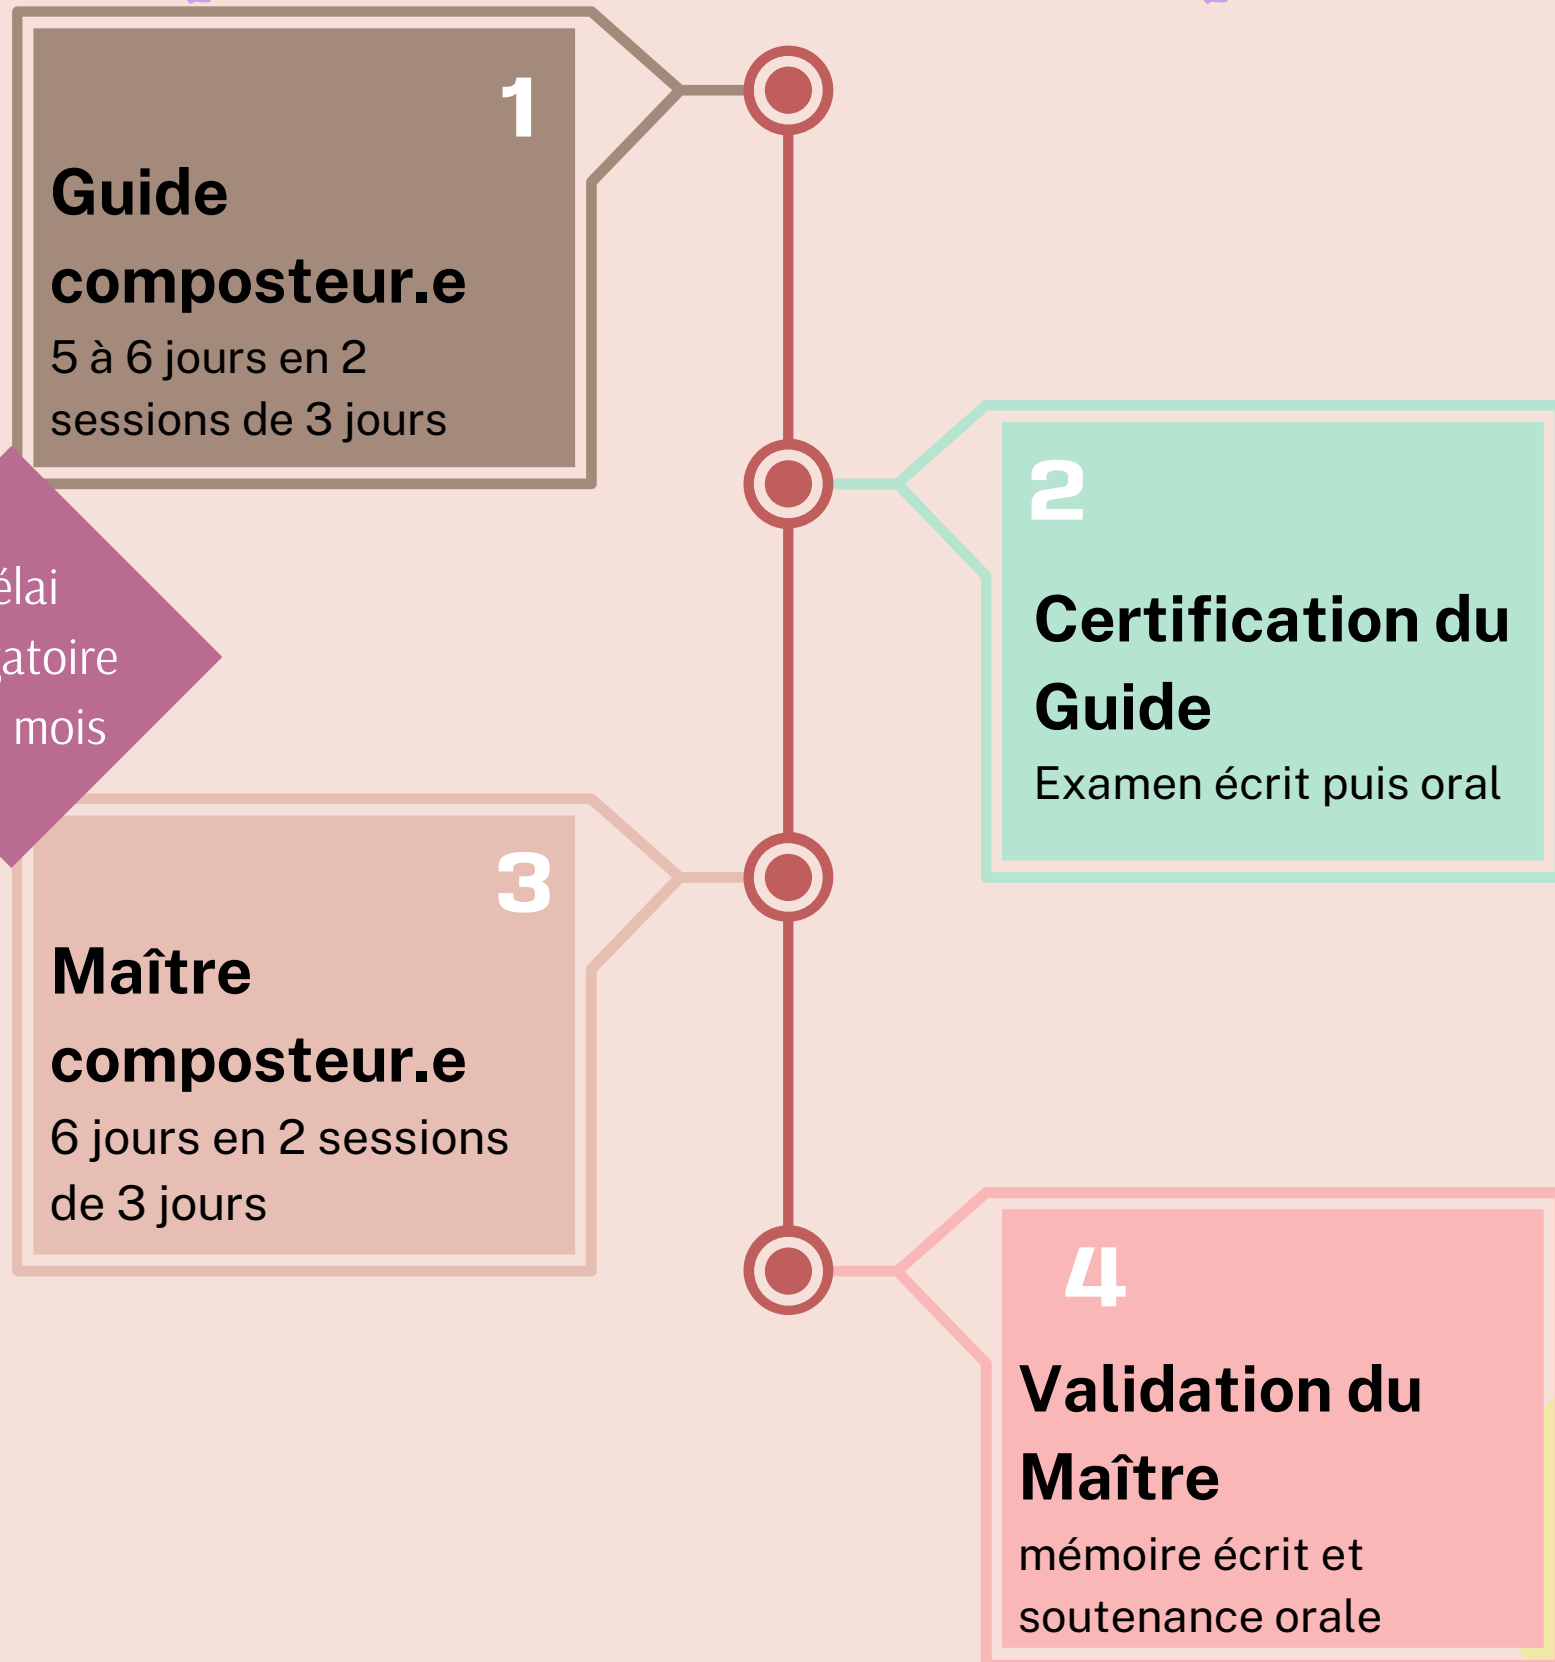 1
Guide
composteur.e
5 à 6 jours en 2
sessions de 3 jours
mois
2
Certification du
Guide
Examen écrit puis oral
3
Maître
composteur.e
6 jours en 2 sessions
de 3 jours
4
Validation du
Maître
mémoire écrit et
soutenance orale